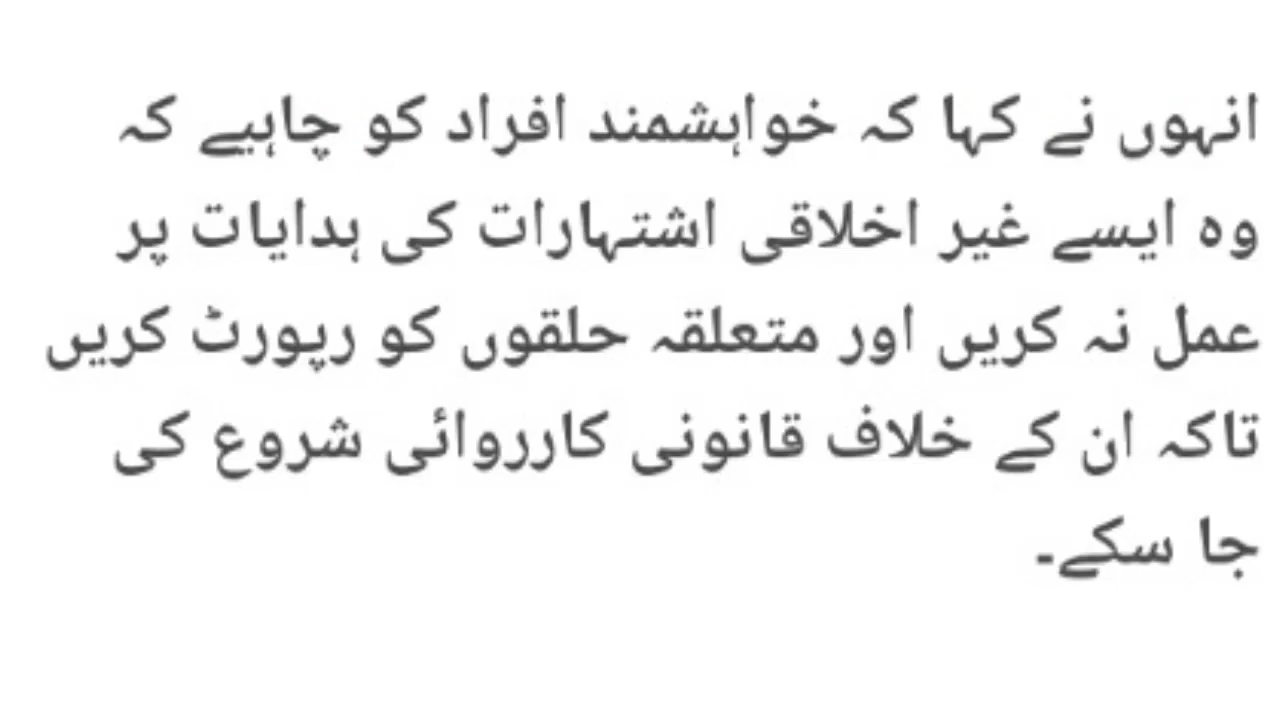 انہوں نے کہا کہ خواہشمند افراد کو چاہیے کہ
وہ ایسے غیر اخلاقی اشتہارات کی ہدایات پر
عمل نہ کریں اور متعلقہ حلقوں کو رپورٹ کریں
تاکہ ان کے خلاف قانونی کارروائی شروع کی
جا سکے۔